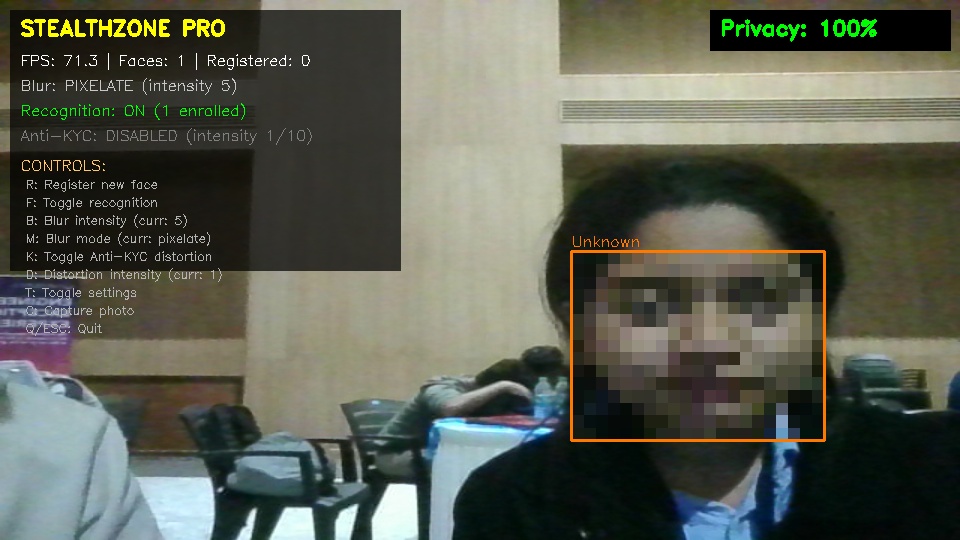 STEALTHZONE PRO
FPS: 71.3 | Faces: 1 | Registered: 0
Blur: PIXELATE (intensity 5)
Recognition: ON (1 enrolled)
Anti-KYC: DISABLED (intensity 1/10)
CONTROLS:
R: Register new face
F: Toggle recognition
B: Blur intensity (curr: 5)
M: Blur mode (curr: pixelate)
K: Toggle Anti-KYC distortion
D: Distortion intensity (curr: 1)
T: Toggle settings
C: Capture photo
Q/ESC: Quit
Privacy: 100%
Unknown